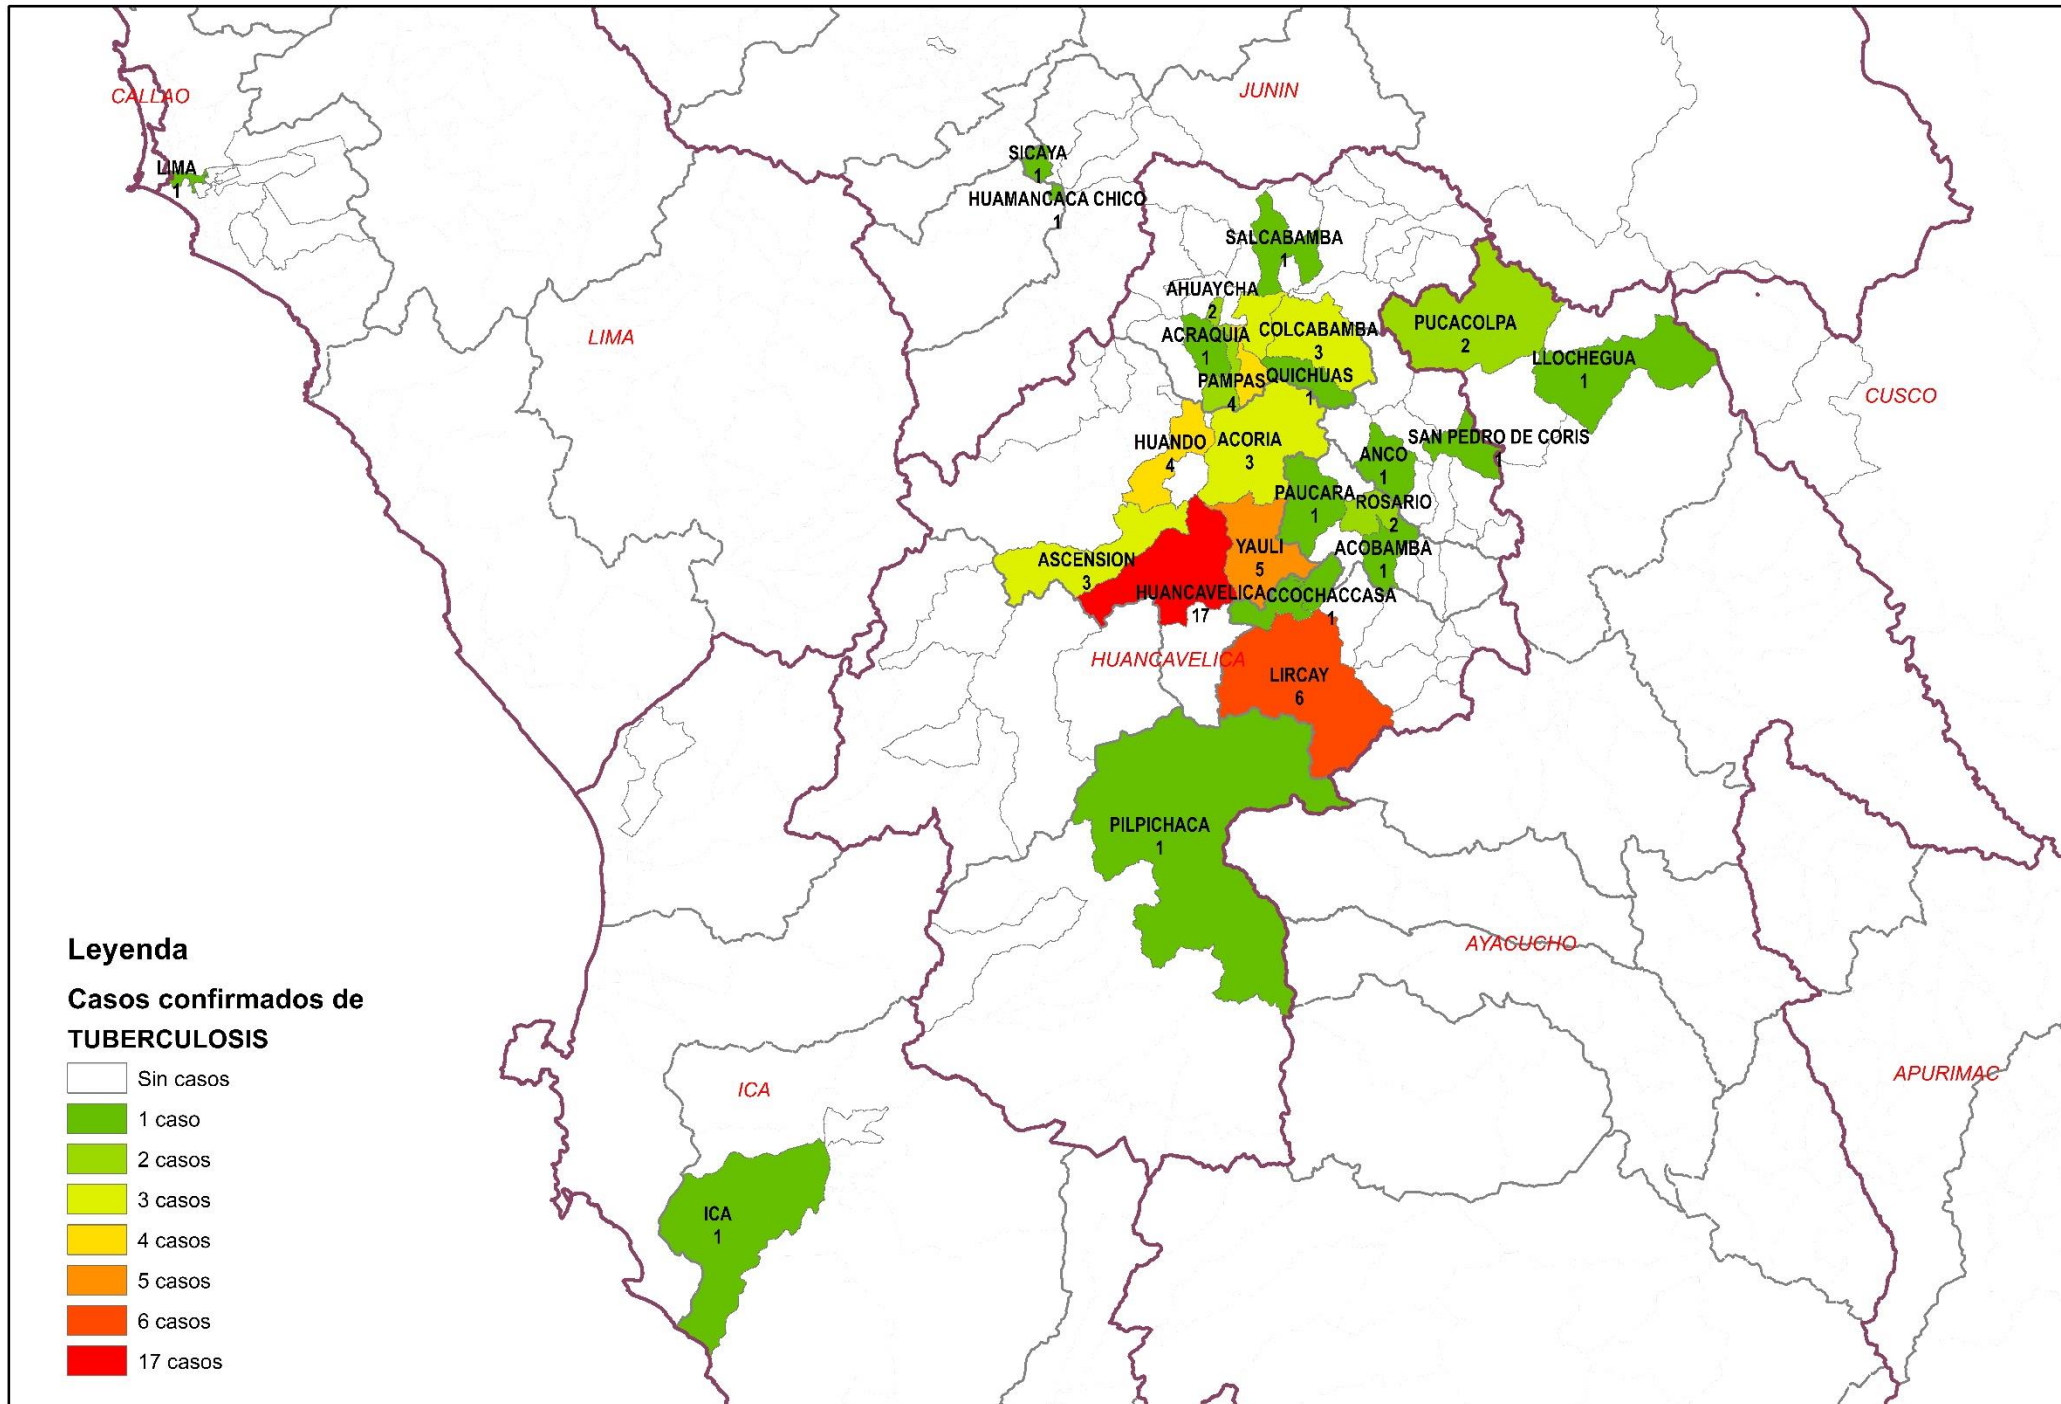 CALLAO
JUNIN
LIMA
1
SICAYA
1
HUAMANCACA CHICO
1
SALCABAMBA
1
AHUAYCHA
2
LIMA
ACRAQUIA
1
COLCABAMBA
3
PUCACOLPA
2
LLOCHEGUA
1
PAMPAS
4
QUICHUAS
1
CUSCO
HUANDO
4
ACORIA
3
SAN PEDRO DE CORIS
1
ANCO
1
PAUCARA
1
ROSARIO
2
ASCENSION
3
YAULI
5
ACOBAMBA
1
HUANCAVELICA
17
CCOCHACCASA
1
HUANCAVELICA
LIRCAY
6
PILPICHACA
1
AYACUCHO
APURIMAC
ICA
ICA
1
Leyenda
Casos confirmados de
TUBERCULOSIS
Sin casos
1 caso
2 casos
3 casos
4 casos
5 casos
6 casos
17 casos